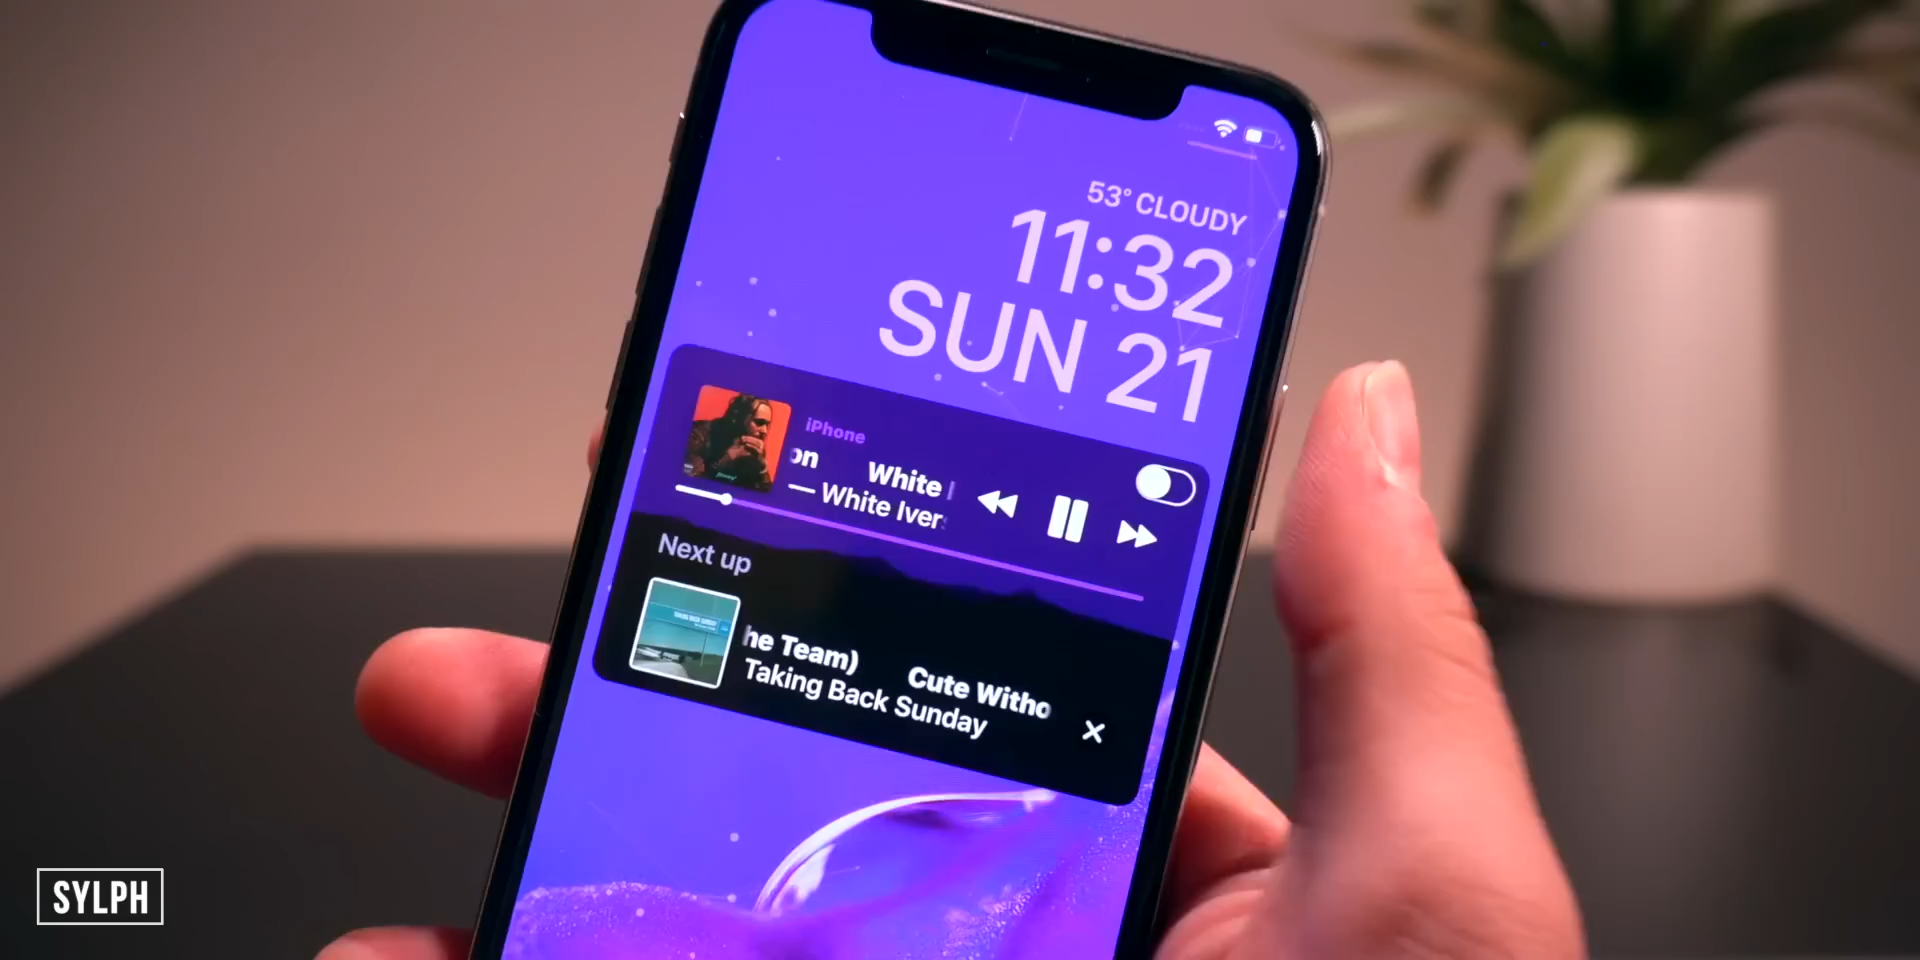 53° CLOUDY
11:32
SUN 21
iPhone
on White
— White Iver
Next up
he Team) Cute Witho
Taking Back Sunday
SYLPH